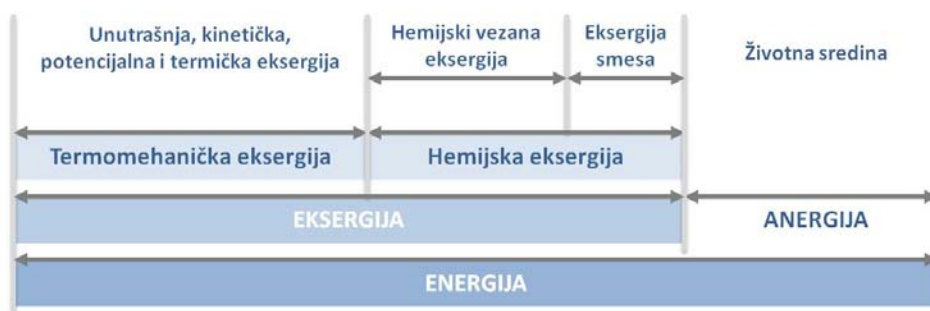 Unutrašnja, kinetička,
potencijalna i termička eksergija
Hemijski vezana
eksergija
Eksergija
smesa
Životna sredina
Termomehanička eksergija
Hemijska eksergija
EKSERGIJA
ANERGIJA
ENERGIJA